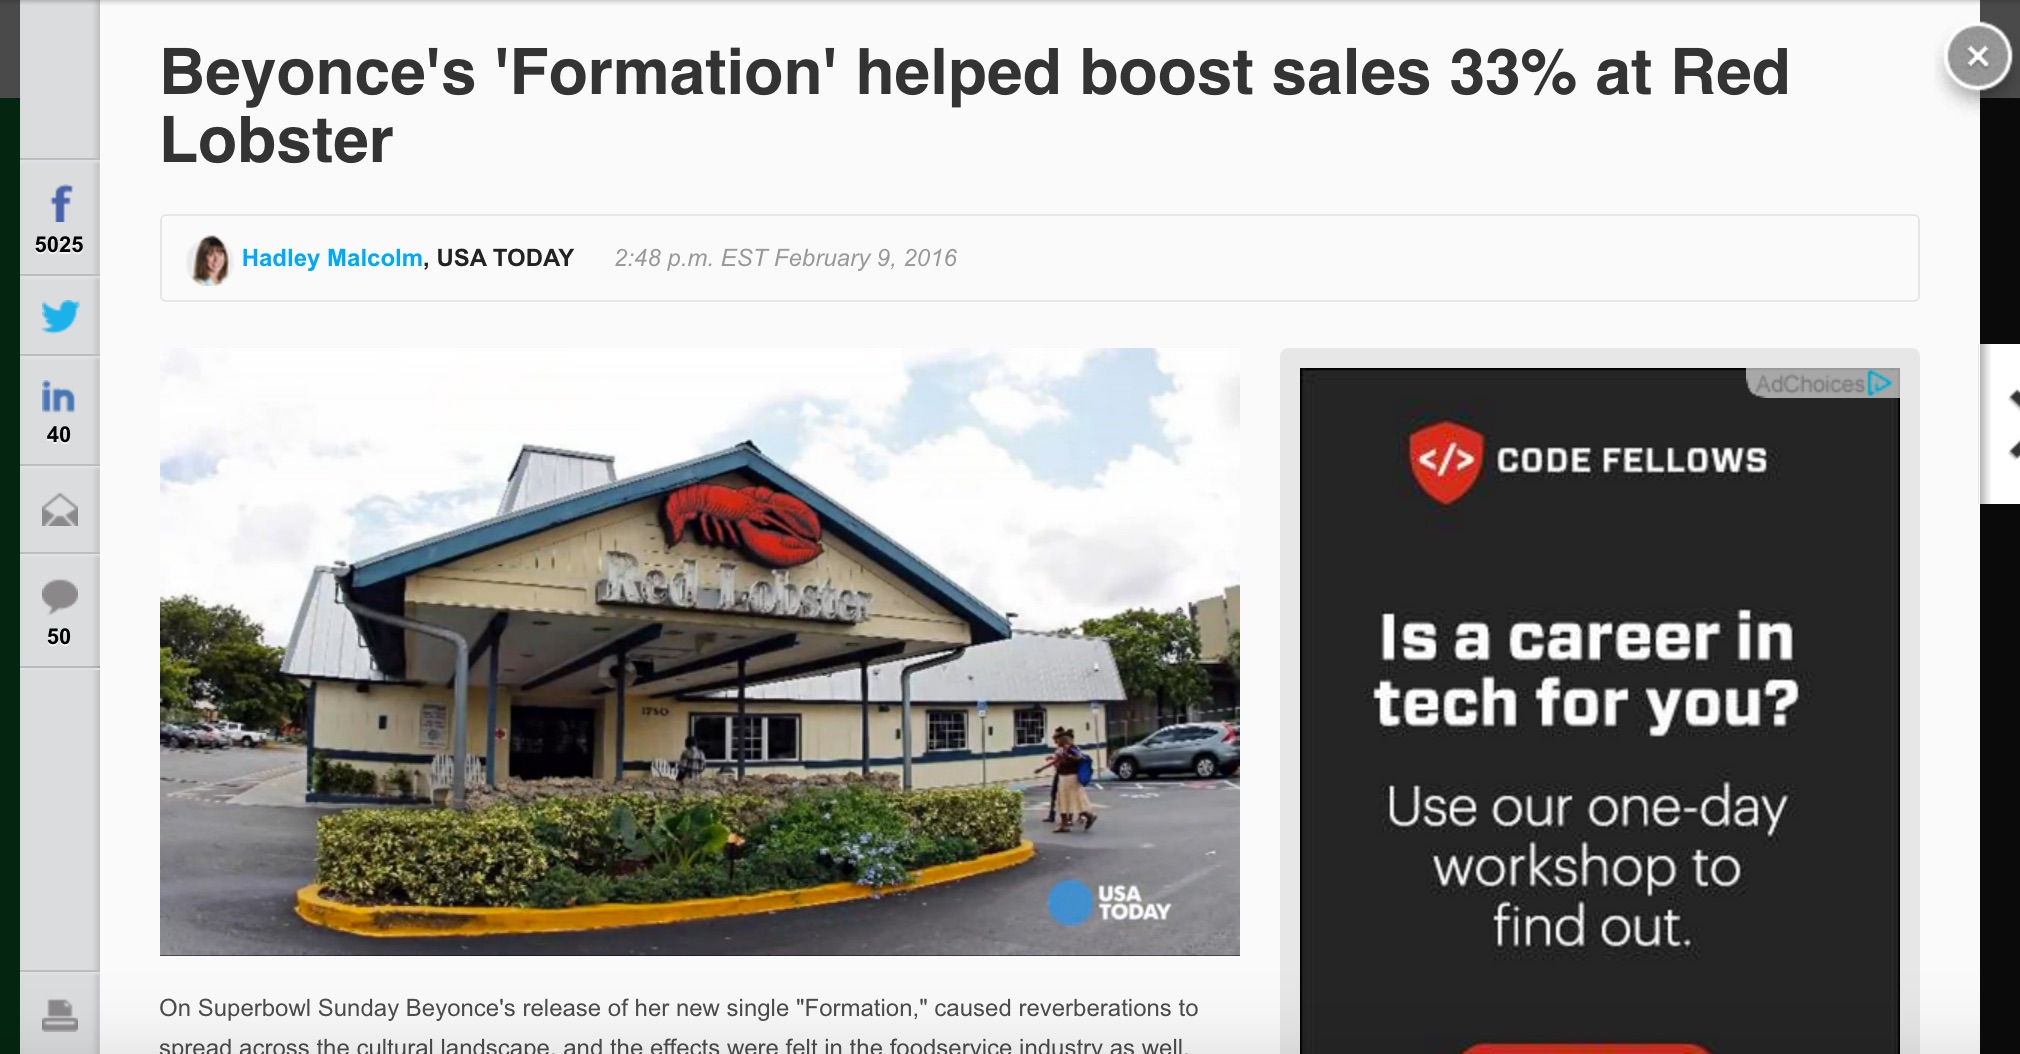 Beyonce's 'Formation' helped boost sales 33% at Red
Lobster
Hadley Malcolm, USA TODAY 2:48 p.m. EST February 9, 2016
f
5025
in
40
50
Red Lobster
1750
USA
TODAY
On Superbowl Sunday Beyonce's release of her new single "Formation," caused reverberations to
spread across the cultural landscape, and the effects were felt in the foodservice industry as well.
AdChoices
</> CODE FELLOWS
Is a career in
tech for you?
Use our one-day
workshop to
find out.